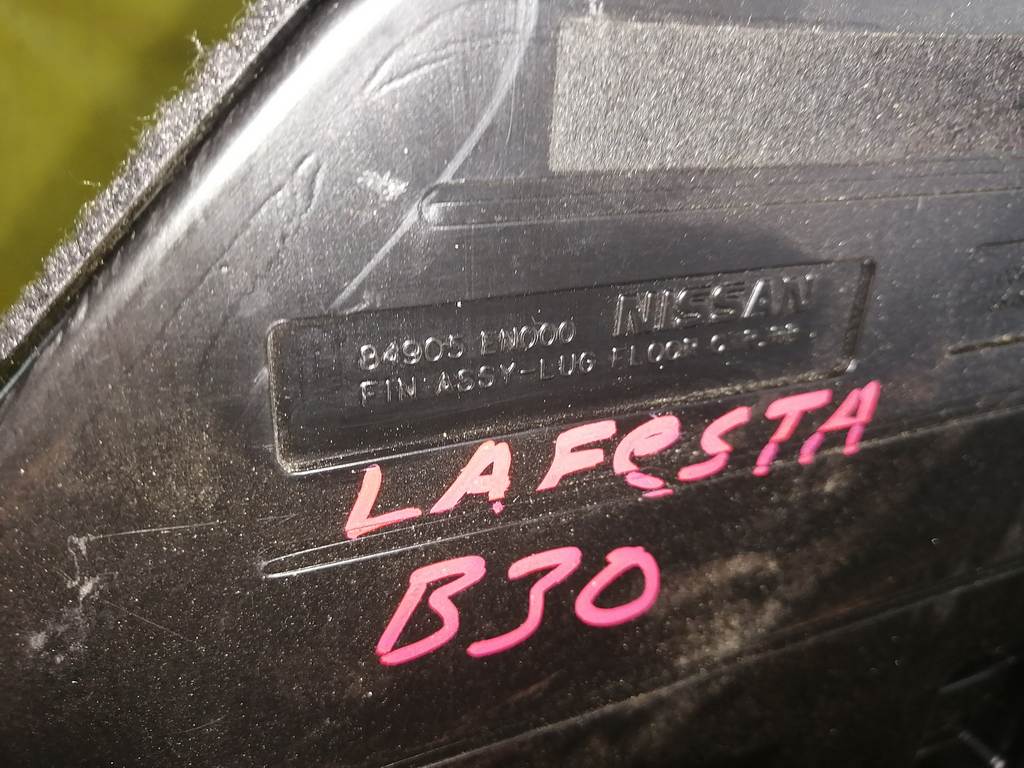 84905 EN000 NISSAN
FIN ASSY-LUG FLOOR
LAFeSTA
B30